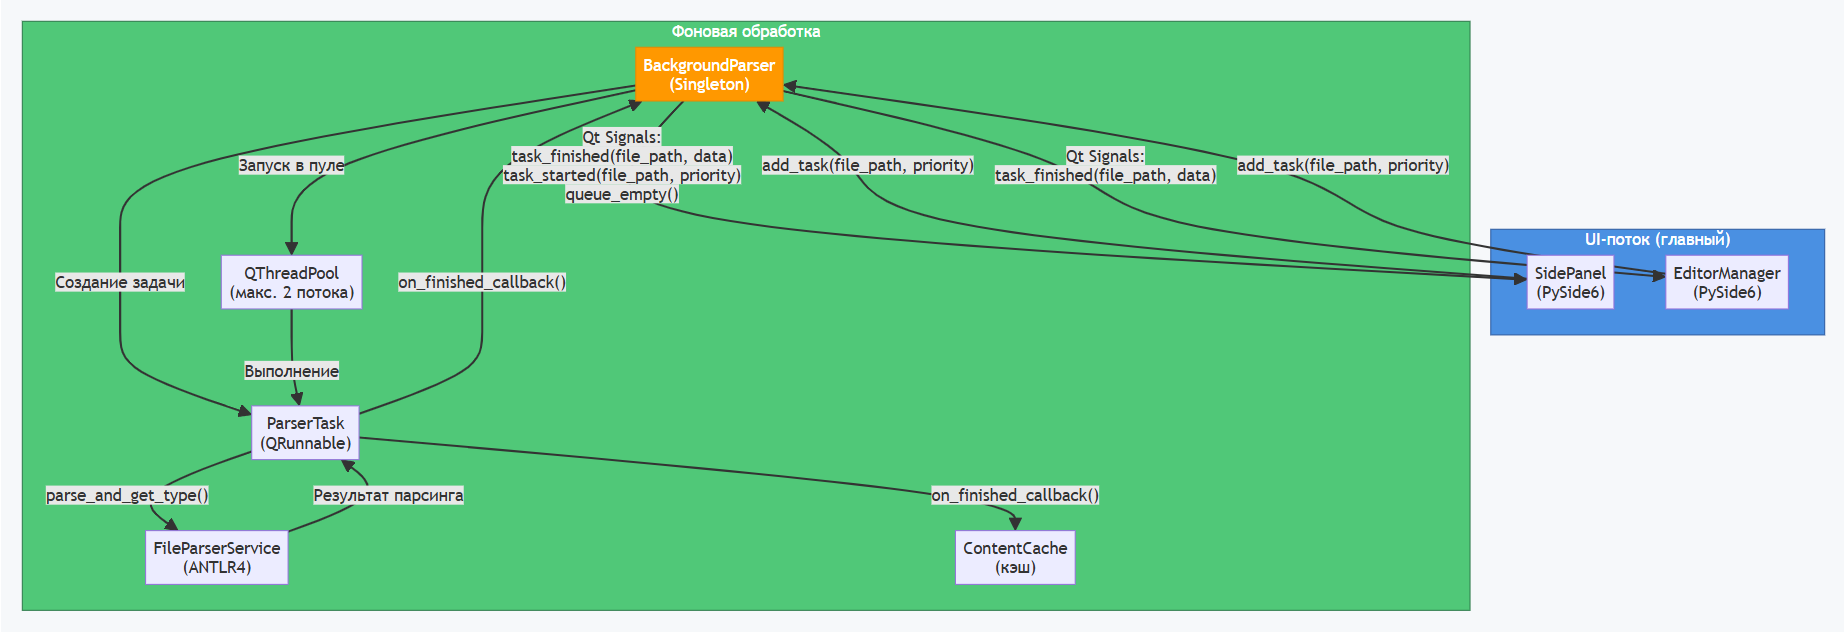 Фоновая обработка
BackgroundParser
(Singleton)
Запуск в пуле
Qt Signals:
task_finished(file_path, data)
task_started(file_path, priority)
queue_empty()
add_task(file_path, priority)
Qt Signals:
task_finished(file_path, data)
add_task(file_path, priority)
UI-поток (главный)
Создание задачи
QThreadPool
(макс. 2 потока)
on_finished_callback()
SidePanel
(PySide6)
EditorManager
(PySide6)
Выполнение
ParserTask
(QRunnable)
parse_and_get_type()
Результат парсинга
on_finished_callback()
FileParserService
(ANTLR4)
ContentCache
(кэш)